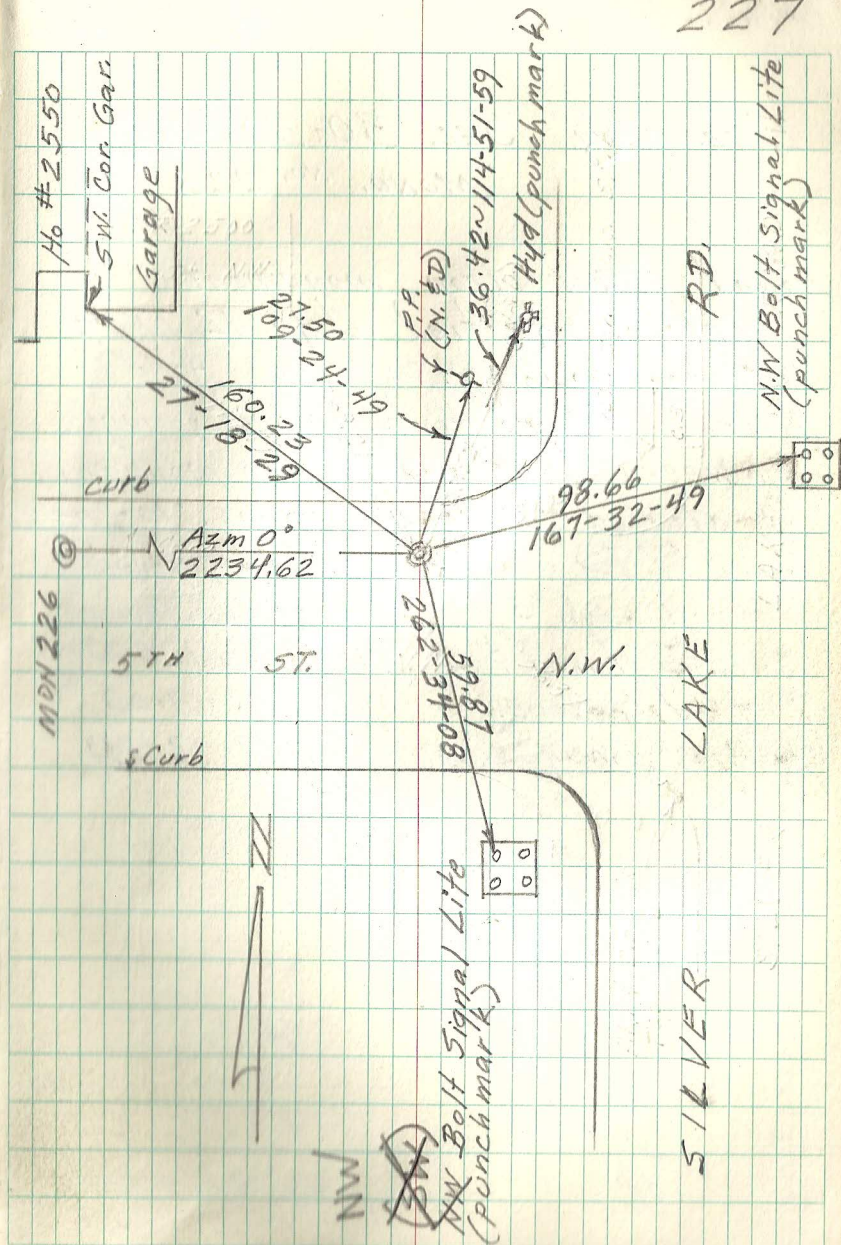 227
Ho #2550
S.W. Cor. Gar.
Garage
27.50
109-24-49
160.23
27-18-29
P.P.
(N.&D)
36.42~114-51-59
Hyd (punch mark)
RD.
N.W Bolt Signal Lite
(punch mark)
98.66
167-32-49
curb
Azm 0°
2234.62
MON 226
5TH ST. N.W.
262-34-08
59.87
LAKE
Curb
N
NW Bolt Signal Lite
(punch mark)
NW
(SW)
SILVER